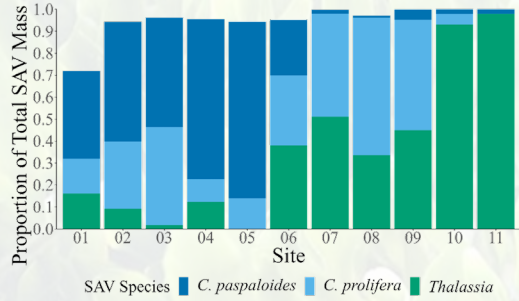 Proportion of Total SAV Mass
1.0
0.9
0.8
0.7
0.6
0.5
0.4
0.3
0.2
0.1
0.0
01 02 03 04 05 06 07 08 09 10 11
Site
SAV Species C. paspaloides C. prolifera Thalassia